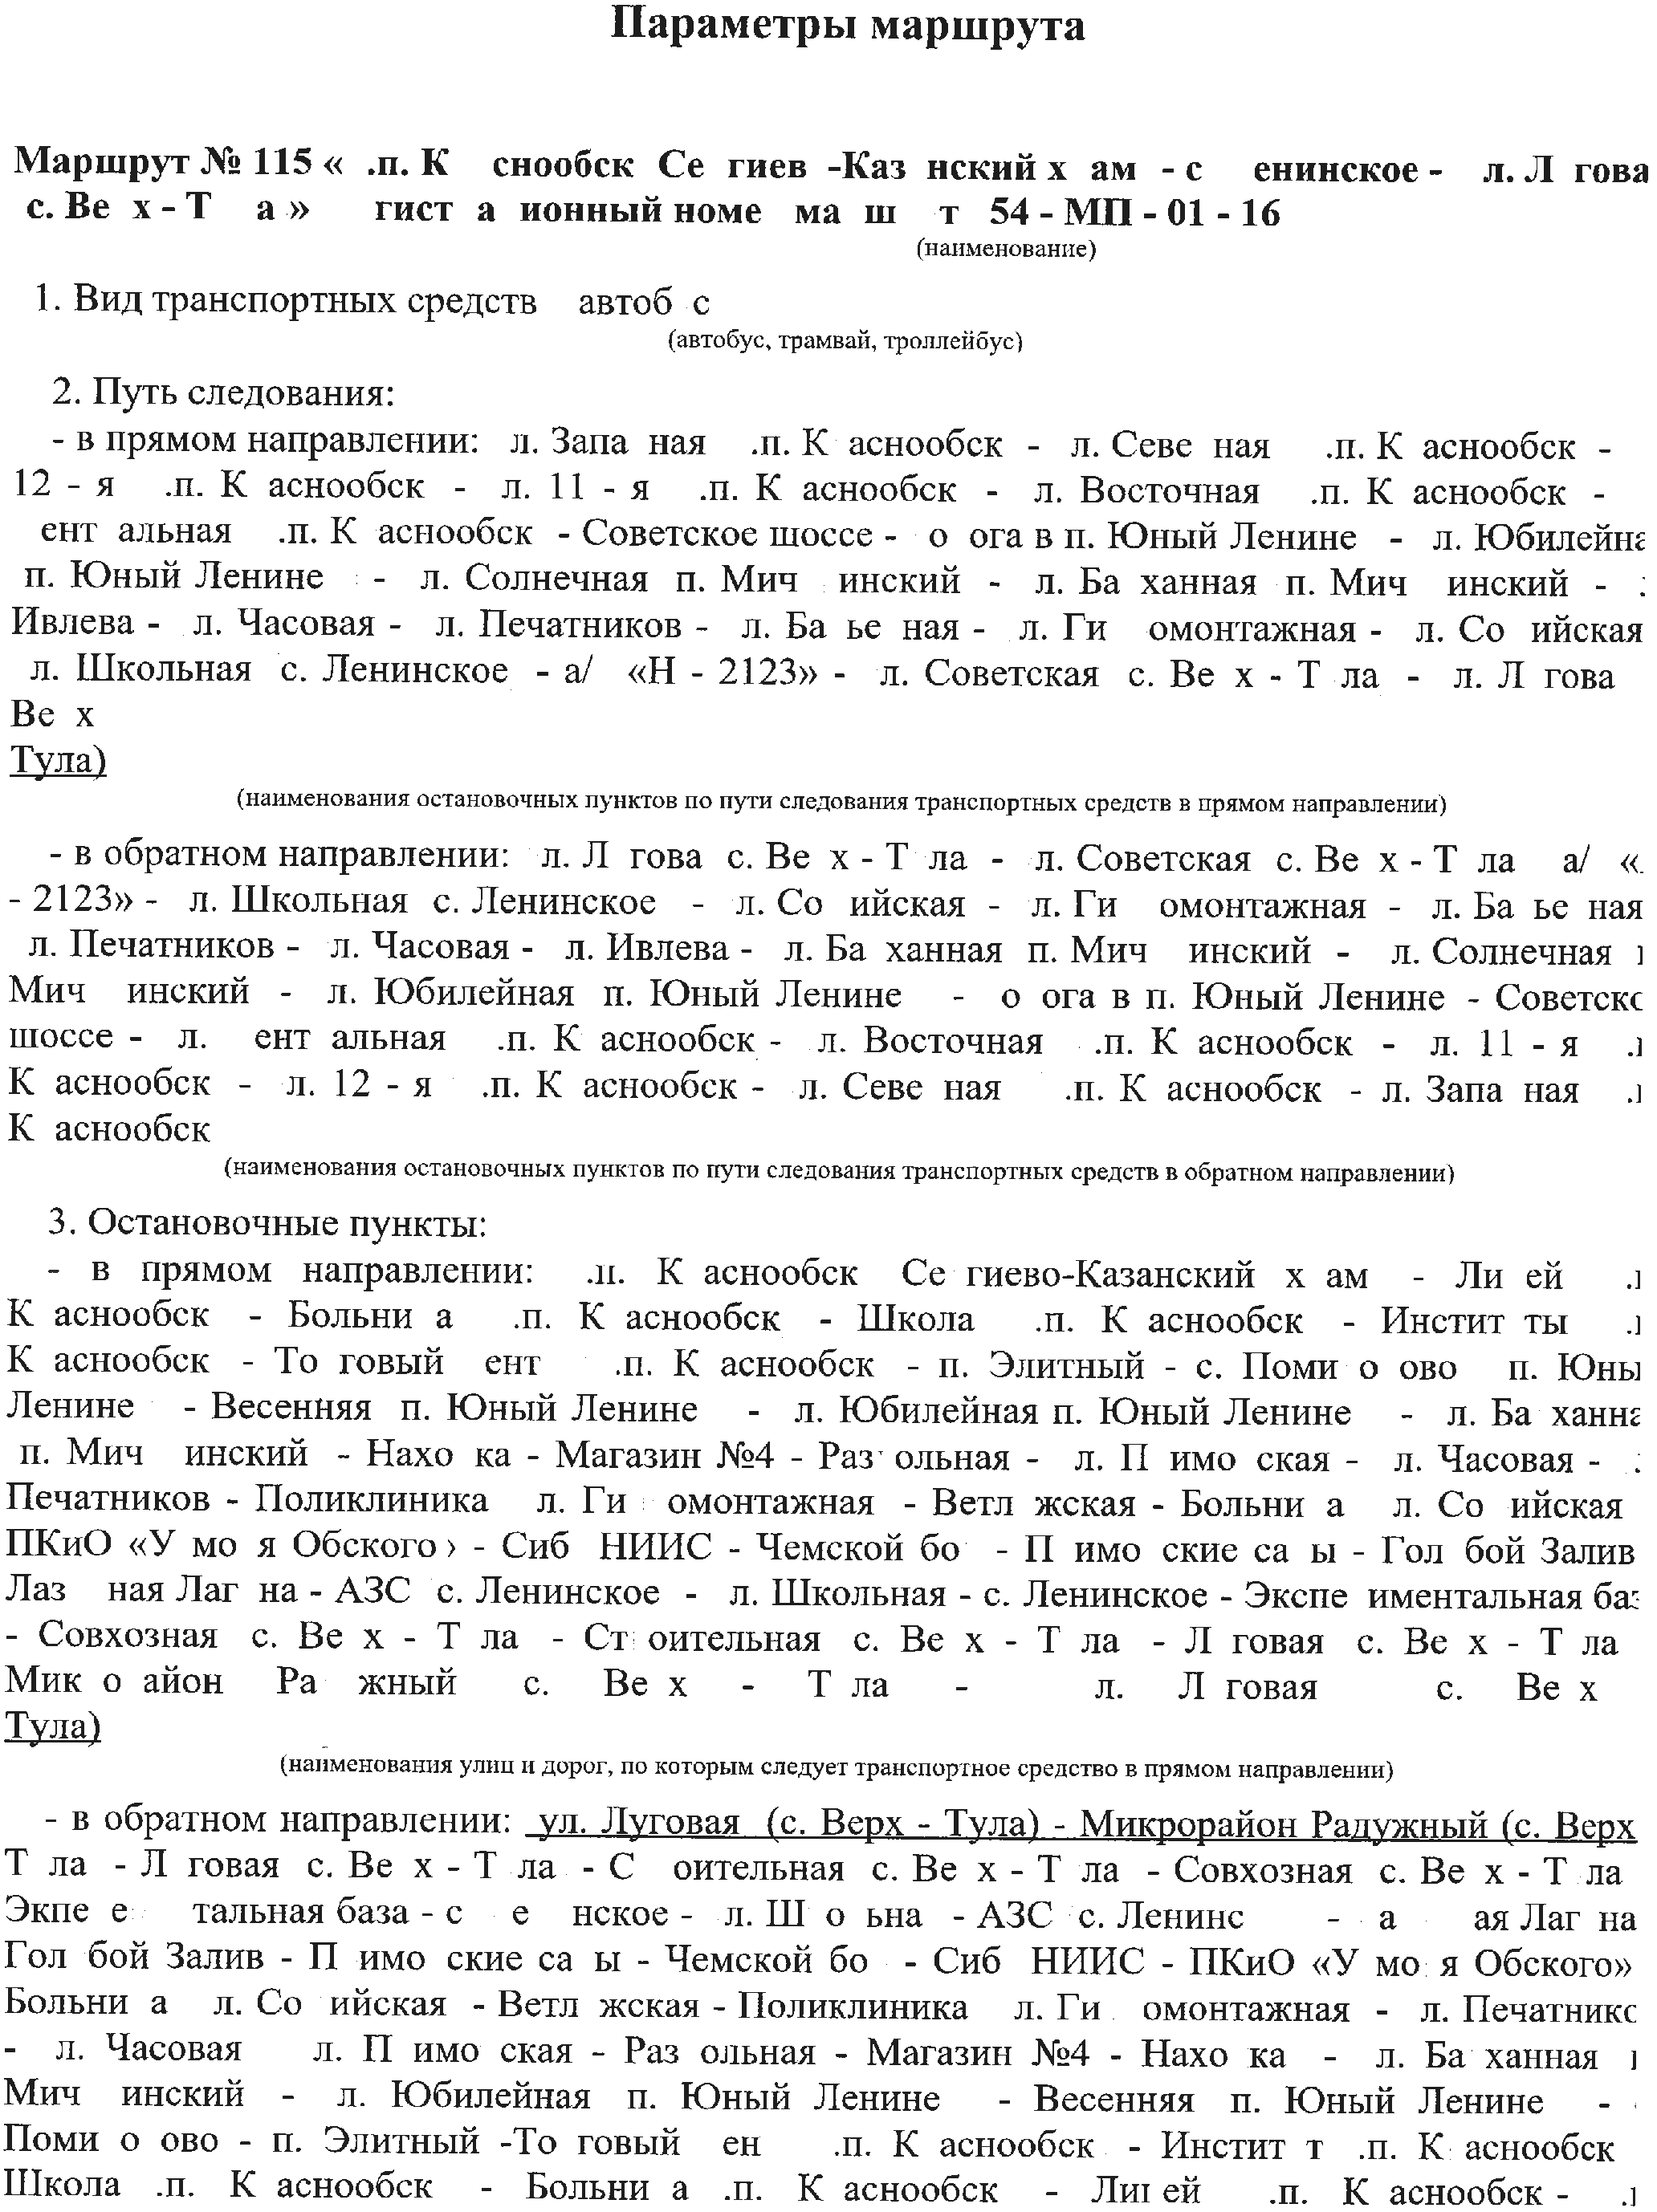 Параметры маршрута
Маршрут № 115 « .п. К снообск Се гиев -Каз нский х ам - с енинское - л. Л гова
с. Ве х - Т а » гист а ионный номе ма ш т 54 - МП - 01 - 16
(наименование)
1. Вид транспортных средств автоб с
(автобус, трамвай, троллейбус)
2. Путь следования:
- в прямом направлении: л. Запа ная .п. К аснообск - л. Севе ная .п. К аснообск -
12 - я .п. К аснообск - л. 11 - я .п. К аснообск - л. Восточная .п. К аснообск -
ент альная .п. К аснообск - Советское шоссе - о ога в п. Юный Ленине - л. Юбилейна
п. Юный Ленине - л. Солнечная п. Мич инский - л. Ба ханная п. Мич инский -
Ивлева - л. Часовая - л. Печатников - л. Ба ье ная - л. Ги омонтажная - л. Со ийская
л. Школьная с. Ленинское - а/ «Н - 2123» - л. Советская с. Ве х - Т ла - л. Л гова
Ве х
Тула)
(наименования остановочных пунктов по пути следования транспортных средств в прямом направлении)
- в обратном направлении: л. Л гова с. Ве х - Т ла - л. Советская с. Ве х - Т ла а/ «
- 2123» - л. Школьная с. Ленинское - л. Со ийская - л. Ги омонтажная - л. Ба ье ная
л. Печатников - л. Часовая - л. Ивлева - л. Ба ханная п. Мич инский - л. Солнечная
Мич инский - л. Юбилейная п. Юный Ленине - о ога в п. Юный Ленине - Советско
шоссе - л. ент альная .п. К аснообск - л. Восточная .п. К аснообск - л. 11 - я
К аснообск - л. 12 - я .п. К аснообск - л. Севе ная .п. К аснообск - л. Запа ная
К аснообск
(наименования остановочных пунктов по пути следования транспортных средств в обратном направлении)
3. Остановочные пункты:
- в прямом направлении: .п. К аснообск Се гиево-Казанский х ам - Ли ей
К аснообск - Больни а .п. К аснообск - Школа .п. К аснообск - Инстит ты
К аснообск - То говый ент .п. К аснообск - п. Элитный - с. Поми о ово п. Юны
Ленине - Весенняя п. Юный Ленине - л. Юбилейная п. Юный Ленине - л. Ба ханна
п. Мич инский - Нахо ка - Магазин №4 - Раз ольная - л. П имо ская - л. Часовая -
Печатников - Поликлиника л. Ги омонтажная - Ветл жская - Больни а л. Со ийская
ПКиО «У мо я Обского - Сиб НИИС - Чемской бо - П имо ские са ы - Гол бой Залив
Лаз ная Лаг на - АЗС с. Ленинское - л. Школьная - с. Ленинское - Экспе иментальная ба
- Совхозная с. Ве х - Т ла - Ст оительная с. Ве х - Т ла - Л говая с. Ве х - Т ла
Мик о айон Ра жный с. Ве х - Т ла - л. Л говая с. Ве х
Тула)
(наименования улиц и дорог, по которым следует транспортное средство в прямом направлении)
- в обратном направлении: ул. Луговая (с. Верх - Тула) - Микрорайон Радужный (с. Верх
Т ла - Л говая с. Ве х - Т ла - С оительная с. Ве х - Т ла - Совхозная с. Ве х - Т ла
Экпе е тальная база - с е нское - л. Ш о ьна - АЗС с. Ленинс - а ая Лаг на
Гол бой Залив - П имо ские са ы - Чемской бо - Сиб НИИС - ПКиО «У мо я Обского»
Больни а л. Со ийская - Ветл жская - Поликлиника л. Ги омонтажная - л. Печатнико
- л. Часовая л. П имо ская - Раз ольная - Магазин №4 - Нахо ка - л. Ба ханная
Мич инский - л. Юбилейная п. Юный Ленине - Весенняя п. Юный Ленине -
Поми о ово - п. Элитный -То говый ен .п. К аснообск - Инстит т .п. К аснообск
Школа .п. К аснообск - Больни а .п. К аснообск - Ли ей .п. К аснообск -